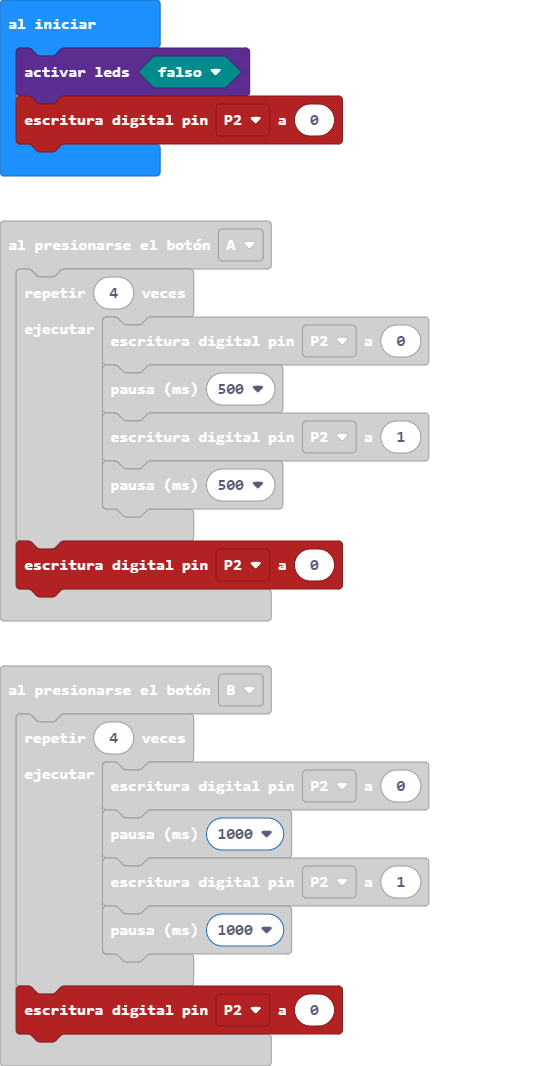 al iniciar
activar leds falso
escritura digital pin P2 a 0
al presionarse el botón A
repetir 4 veces
ejecutar
escritura digital pin P2 a 0
pausa (ms) 500
escritura digital pin P2 a 1
pausa (ms) 500
escritura digital pin P2 a 0
al presionarse el botón B
repetir 4 veces
ejecutar
escritura digital pin P2 a 0
pausa (ms) 1000
escritura digital pin P2 a 1
pausa (ms) 1000
escritura digital pin P2 a 0